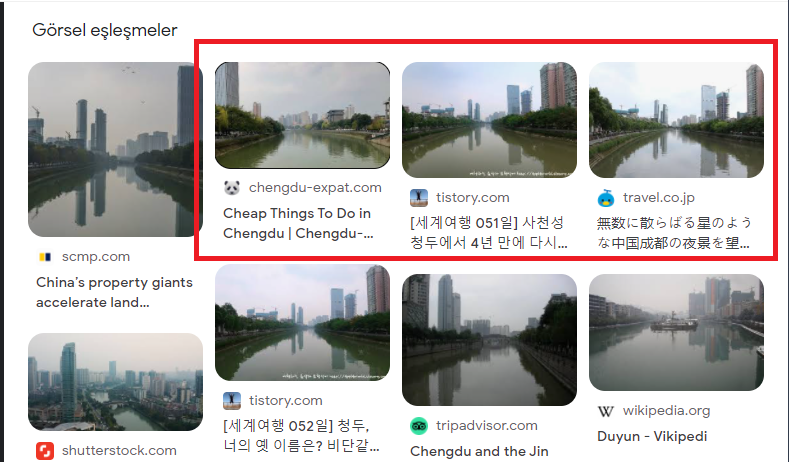 Görsel eşleşmeler
scmp.com
China's property giants
accelerate land...
shutterstock.com
chengdu-expat.com
Cheap Things To Do in
Chengdu | Chengdu-...
tistory.com
[세계여행 051일] 사천성
청두에서 4년 만에 다시...
travel.co.jp
無数に散らばる星のよう
な中国成都の夜景を望...
tistory.com
[세계여행 052일] 청두,
너의 옛 이름은? 비단같...
tripadvisor.com
Chengdu and the Jin
W wikipedia.org
Duyun - Vikipedi